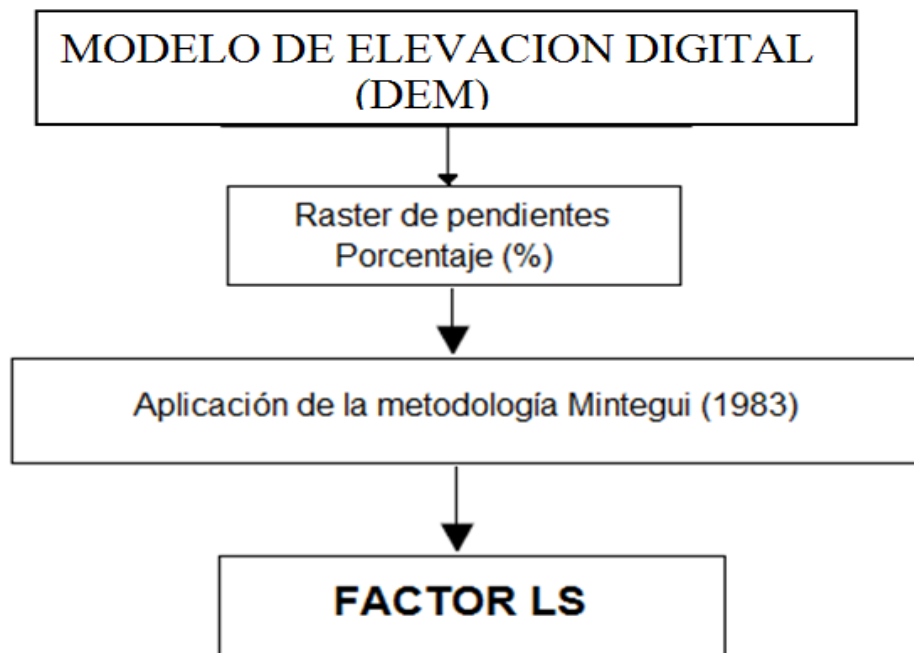 MODELO DE ELEVACION DIGITAL
(DEM)
Raster de pendientes
Porcentaje (%)
Aplicación de la metodología Mintegui (1983)
FACTOR LS